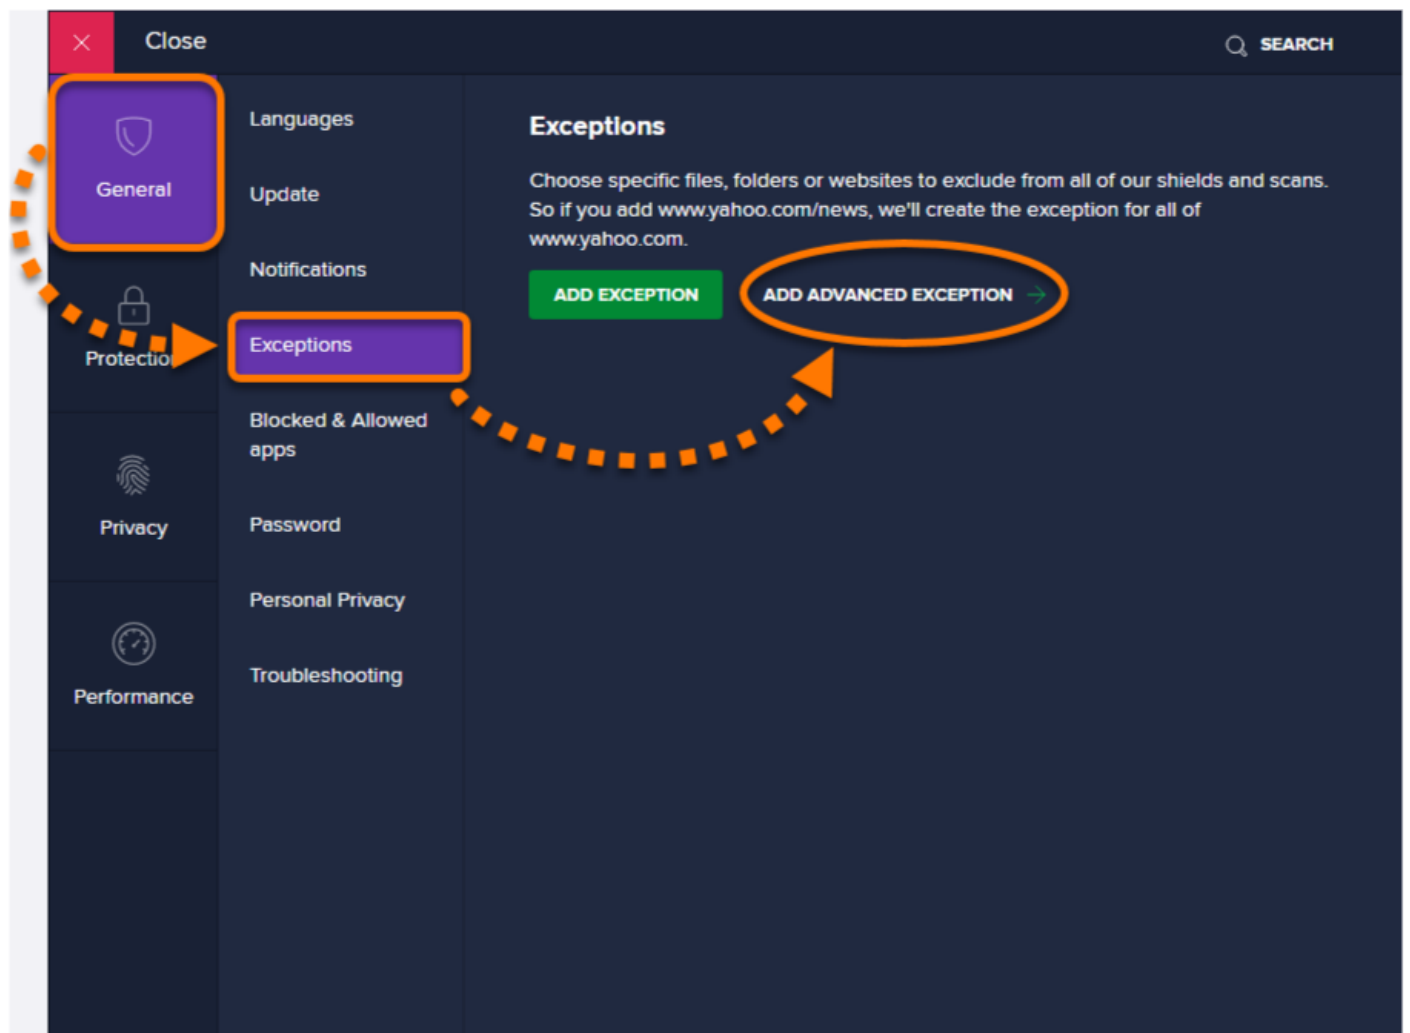 Close
SEARCH
General
Protection
Privacy
Performance
Languages
Update
Notifications
Exceptions
Blocked & Allowed
apps
Password
Personal Privacy
Troubleshooting
Exceptions
Choose specific files, folders or websites to exclude from all of our shields and scans.
So if you add www.yahoo.com/news, we'll create the exception for all of
www.yahoo.com.
ADD EXCEPTION
ADD ADVANCED EXCEPTION